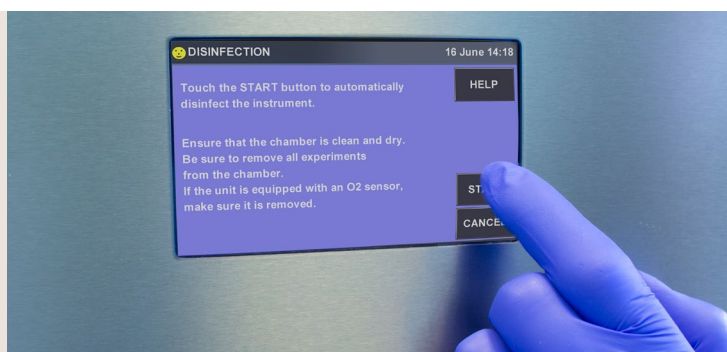 DISINFECTION
16 June 14:18
Touch the START button to automatically
disinfect the instrument.
HELP
Ensure that the chamber is clean and dry.
Be sure to remove all experiments
from the chamber.
If the unit is equipped with an O2 sensor,
make sure it is removed.